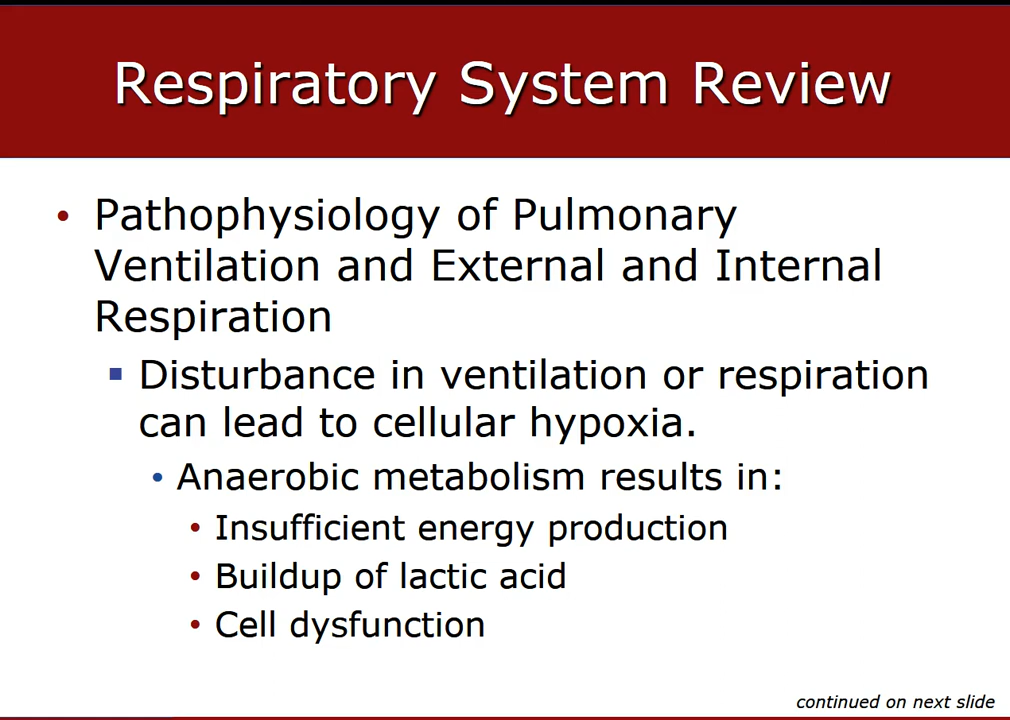 Respiratory System Review
• Pathophysiology of Pulmonary
Ventilation and External and Internal
Respiration
▪ Disturbance in ventilation or respiration
can lead to cellular hypoxia.
• Anaerobic metabolism results in:
• Insufficient energy production
• Buildup of lactic acid
• Cell dysfunction
continued on next slide